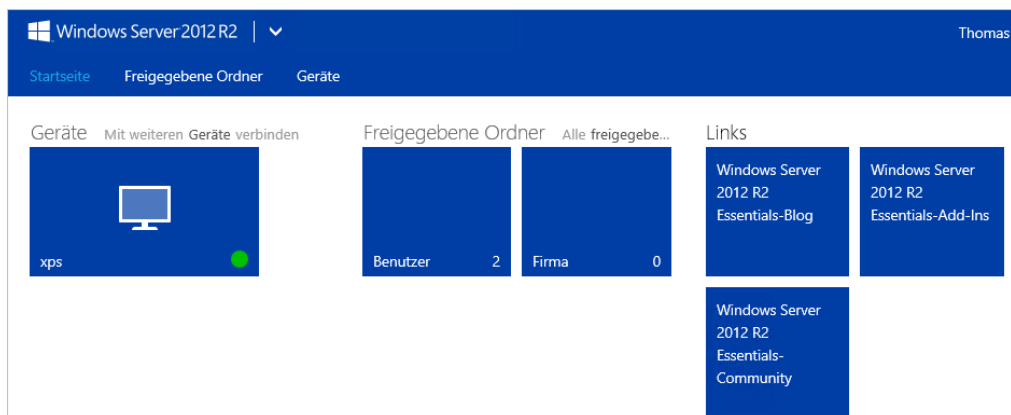 Windows Server 2012 R2
Thomas
Startseite Freigegebene Ordner Geräte
Geräte Mit weiteren Geräte verbinden
xps
Freigegebene Ordner Alle freigegebe...
Benutzer 2
Firma 0
Links
Windows Server
2012 R2
Essentials-Blog
Windows Server
2012 R2
Essentials-Add-Ins
Windows Server
2012 R2
Essentials-
Community